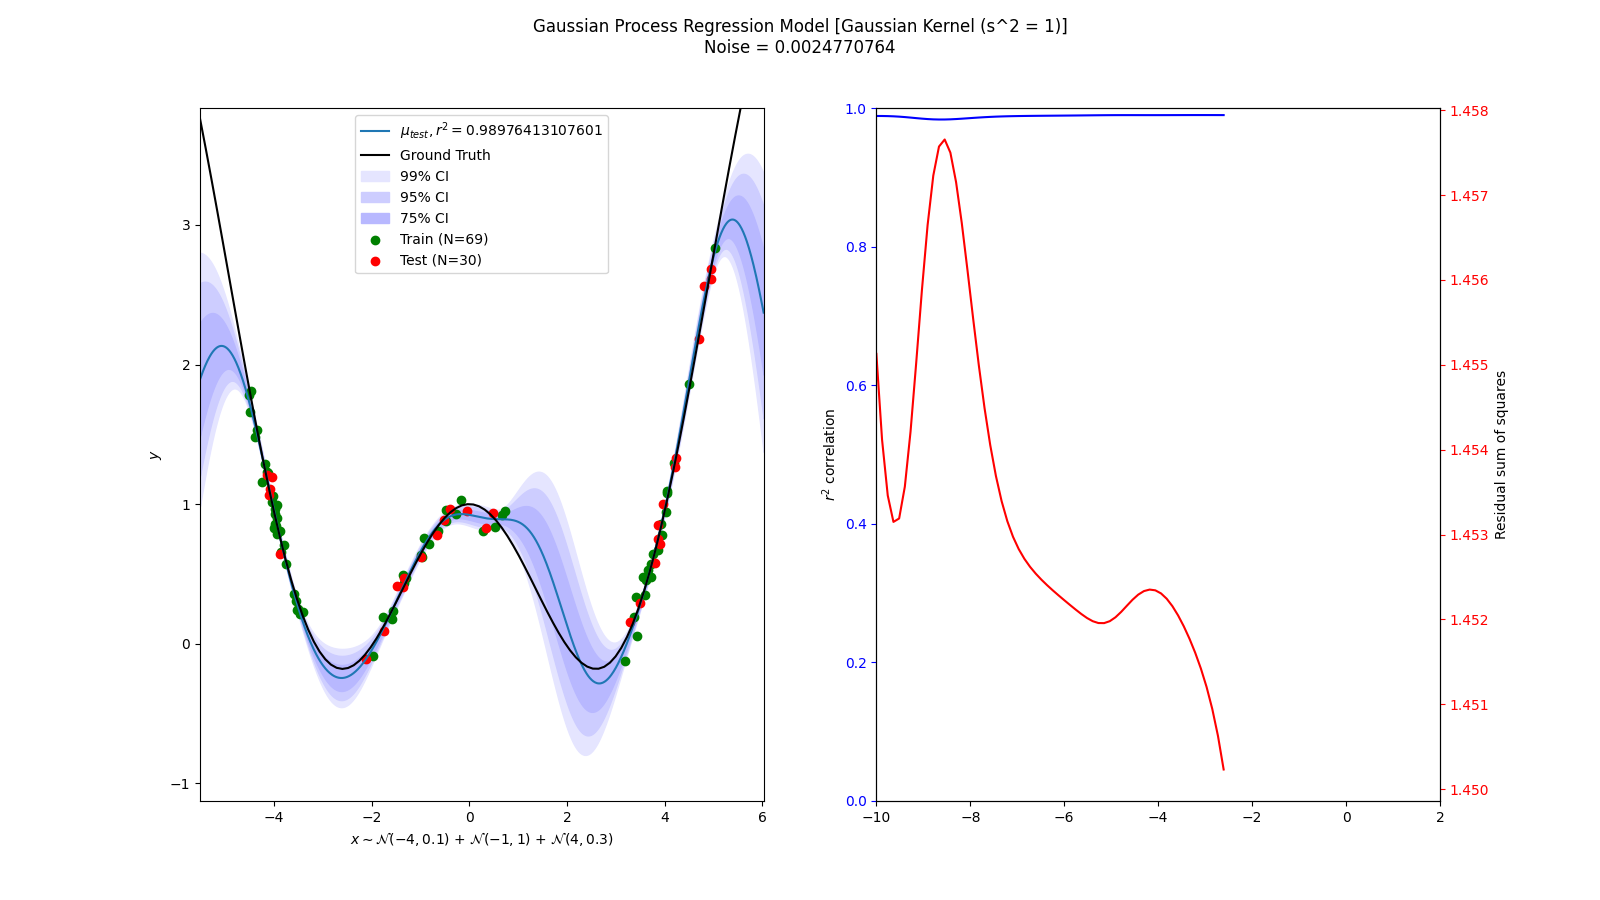 Gaussian Process Regression Model [Gaussian Kernel (s^2 = 1)]
Noise = 0.0024770764
μ_test, r² = 0.98976413107601
Ground Truth
99% CI
95% CI
75% CI
Train (N=69)
Test (N=30)
3
2
1
0
−1
y
−4 −2 0 2 4 6
x ∼ 𝒩(−4, 0.1) + 𝒩(−1, 1) + 𝒩(4, 0.3)
1.0
0.8
0.6
0.4
0.2
0.0
r² correlation
−10 −8 −6 −4 −2 0 2
1.458
1.457
1.456
1.455
1.454
1.453
1.452
1.451
1.450
Residual sum of squares